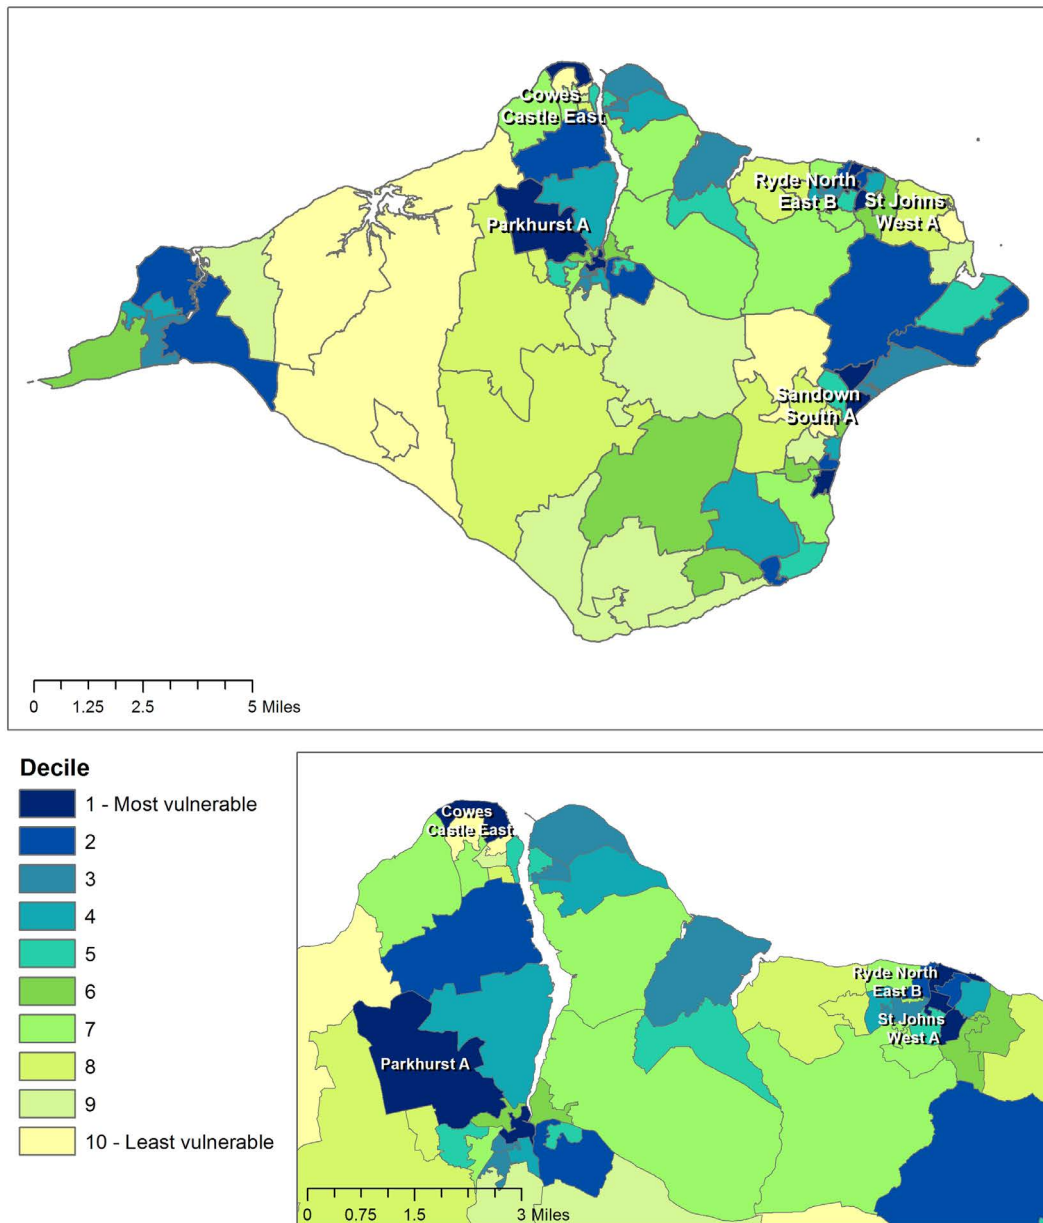 Cowes
Castle East
Ryde North
East B
St Johns
West A
Parkhurst A
Sandown
South A
0 1.25 2.5 5 Miles
Decile
1 - Most vulnerable
2
3
4
5
6
7
8
9
10 - Least vulnerable
Cowes
Castle East
Ryde North
East B
St Johns
West A
Parkhurst A
0 0.75 1.5 3 Miles